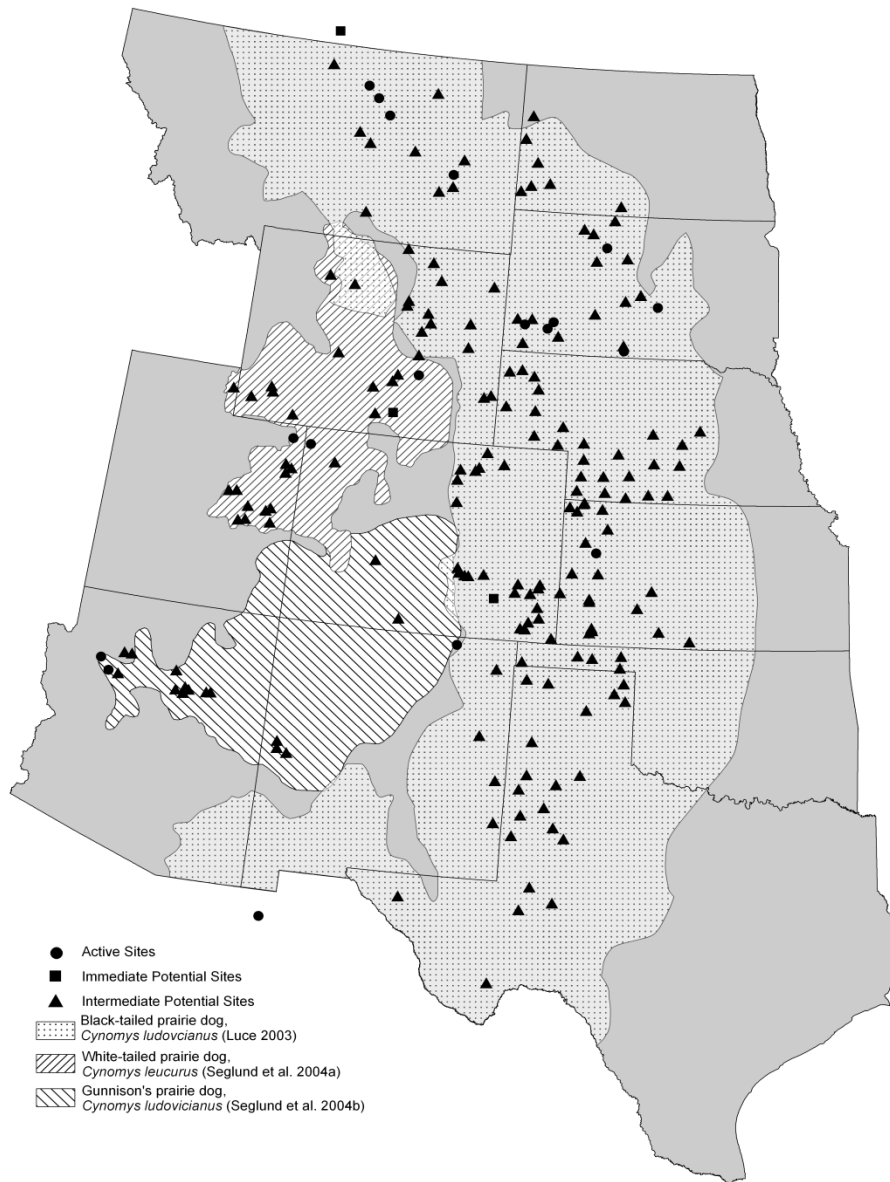 Active Sites
Immediate Potential Sites
Intermediate Potential Sites
Black-tailed prairie dog,
Cynomys ludovcianus (Luce 2003)
White-tailed prairie dog,
Cynomys leucurus (Seglund et al. 2004a)
Gunnison's prairie dog,
Cynomys ludovicianus (Seglund et al. 2004b)